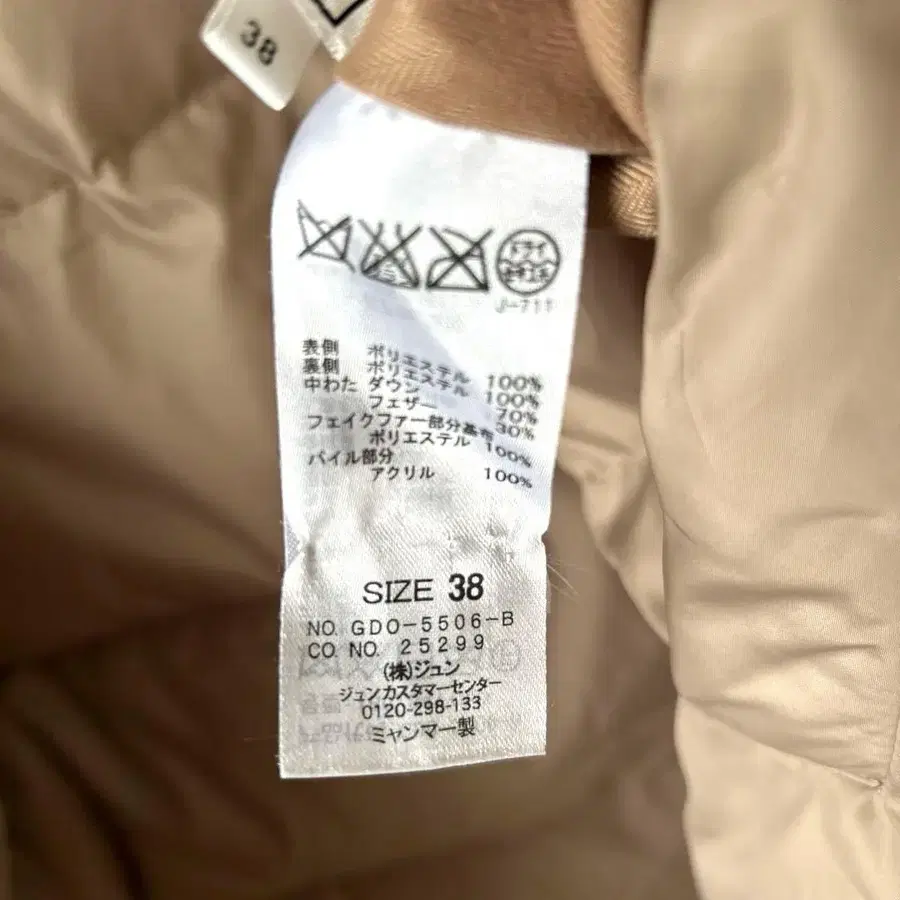 38
ドライ
セキユ系
J-711
表側 ポリエステル 100%
裏側 ポリエステル 100%
中わた ダウン 70%
フェザー 30%
フェイクファー部分基布
ポリエステル 100%
パイル部分
アクリル 100%
SIZE 38
NO. GDO-5506-B
CO. NO. 25299
(株)ジュン
ジュンカスタマーセンター
0120-298-133
ミャンマー製